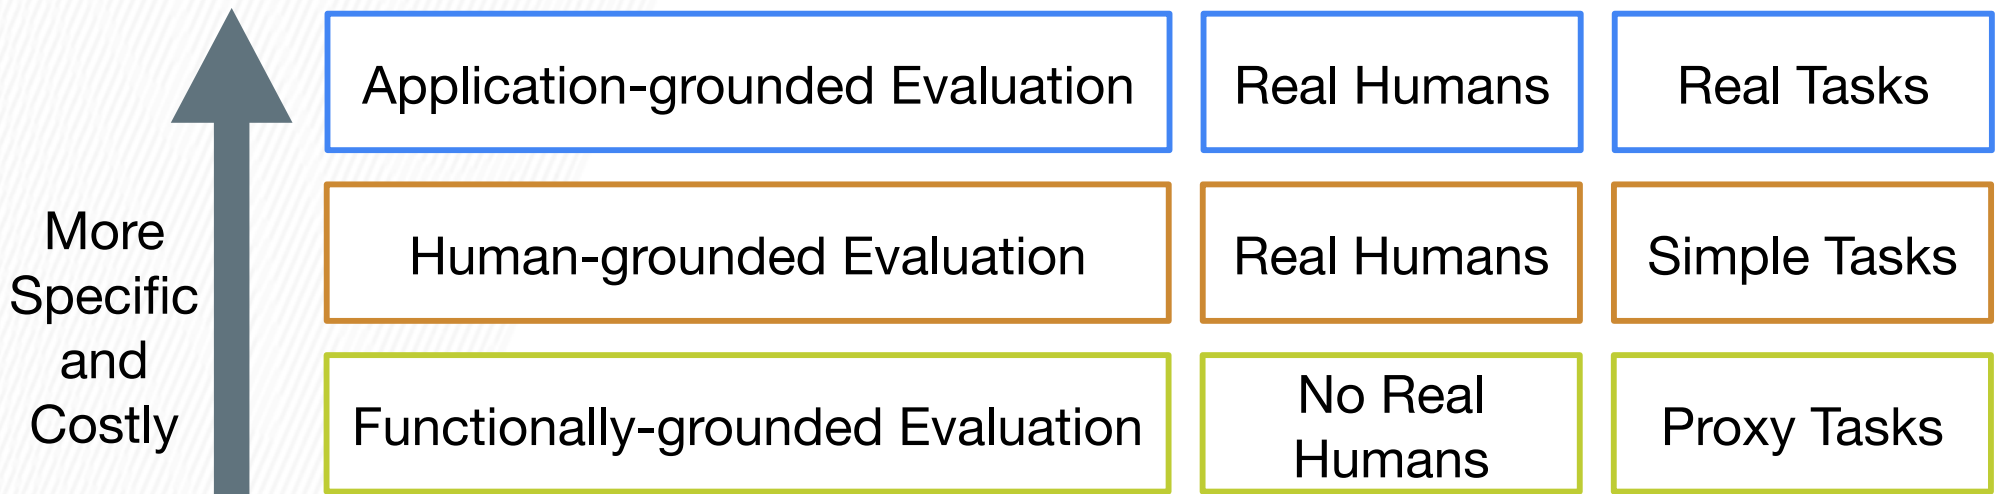 Application-grounded Evaluation
Real Humans
Real Tasks
More
Specific
and
Costly
Human-grounded Evaluation
Real Humans
Simple Tasks
Functionally-grounded Evaluation
No Real
Humans
Proxy Tasks